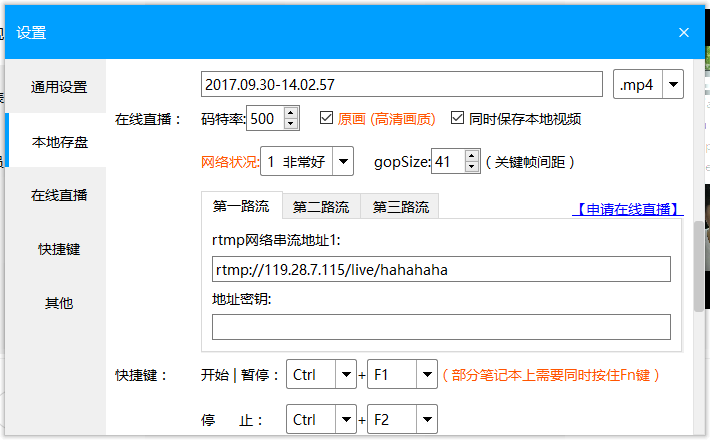 设置
通用设置
本地存盘
在线直播
快捷键
其他
2017.09.30-14.02.57 .mp4
在线直播： 码特率: 500 原画 (高清画质) 同时保存本地视频
网络状况: 1 非常好 gopSize: 41 ( 关键帧间距 )
第一路流 第二路流 第三路流 【申请在线直播】
rtmp网络串流地址1:
rtmp://119.28.7.115/live/hahahaha
地址密钥:
快捷键： 开始 | 暂停： Ctrl + F1 ( 部分笔记本上需要同时按住Fn键 )
停 止： Ctrl + F2